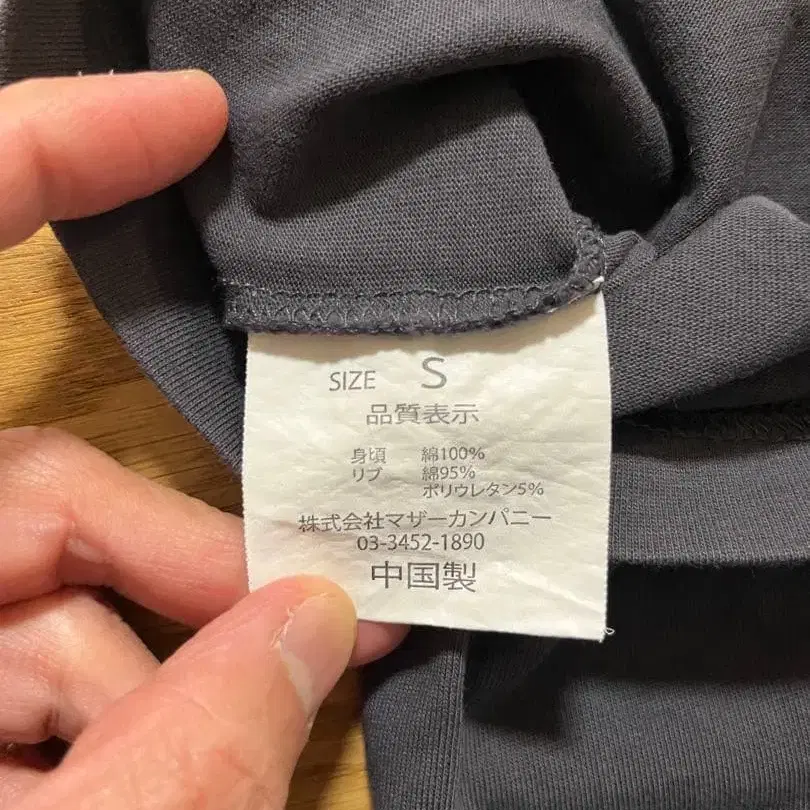 SIZE S
品質表示
身頃 綿100%
リブ 綿95%
ポリウレタン5%
株式会社マザーカンパニー
03-3452-1890
中国製